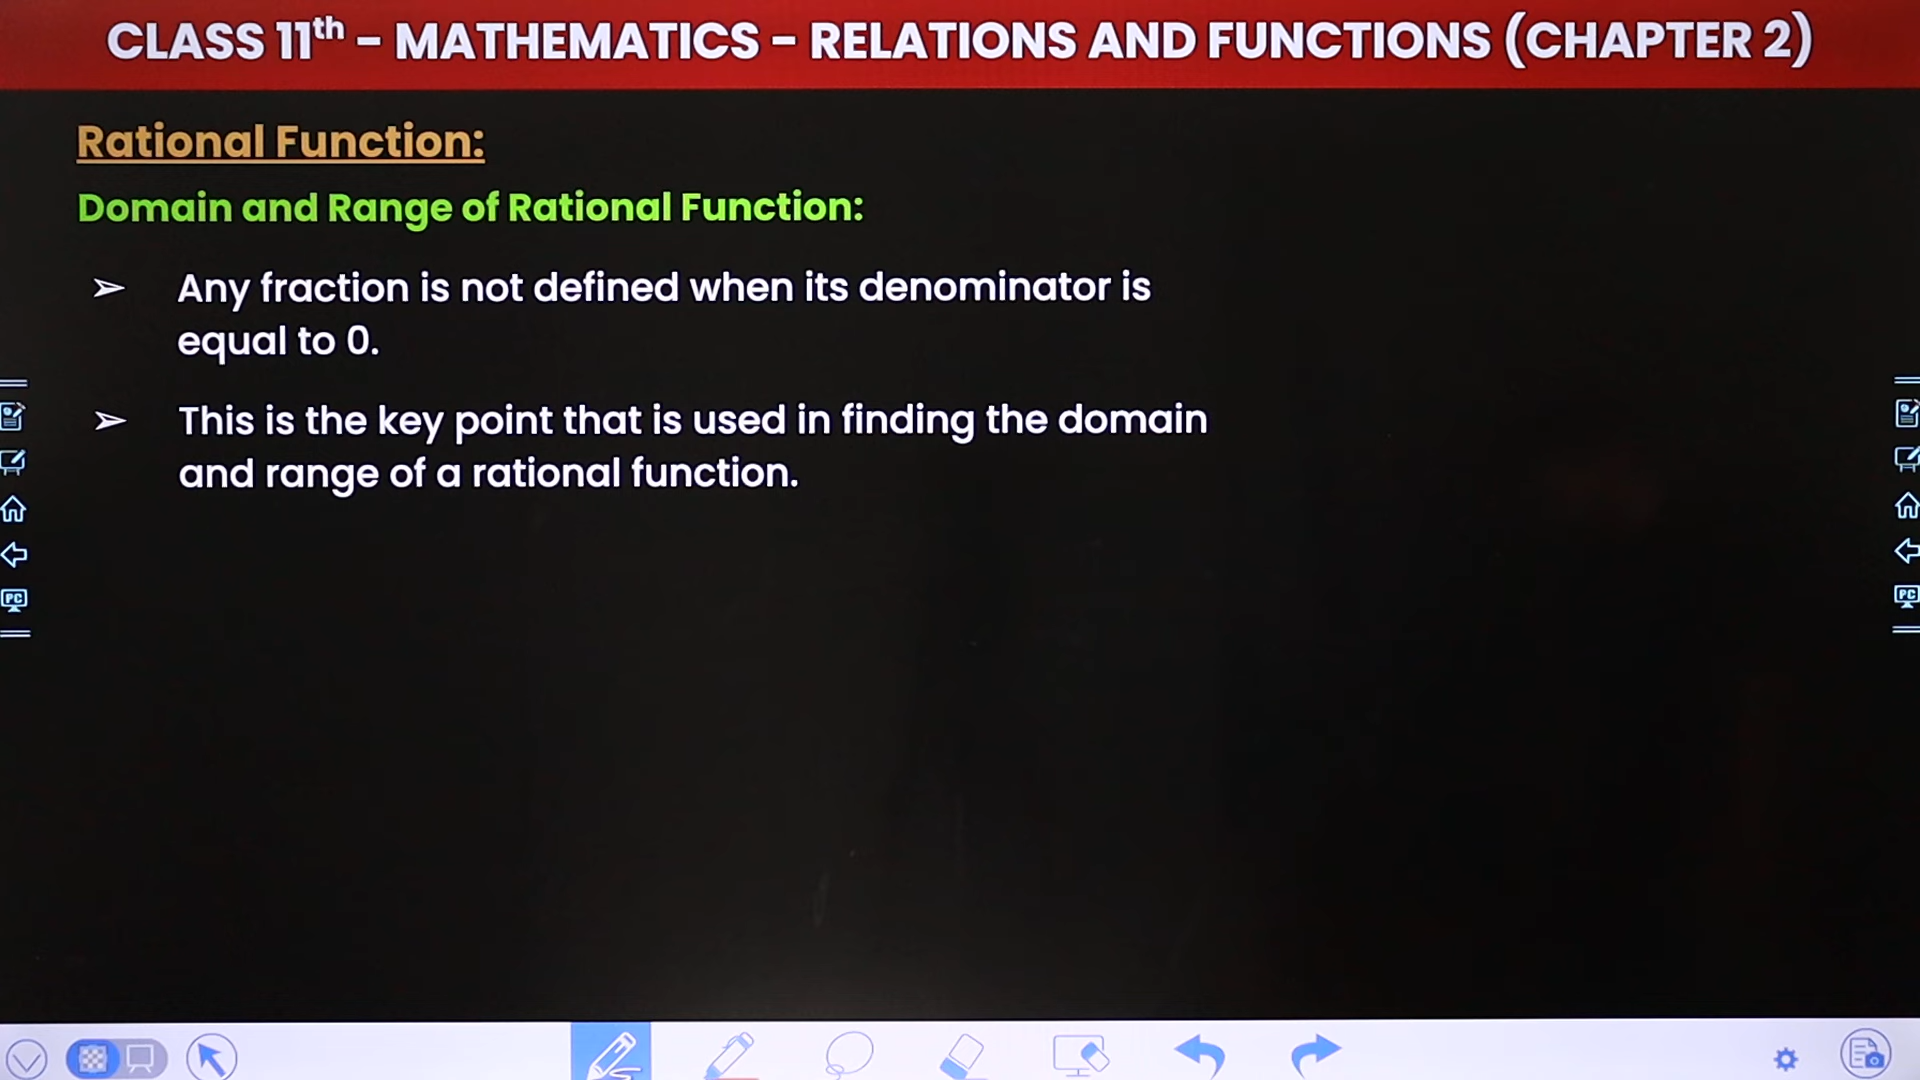 CLASS 11th - MATHEMATICS - RELATIONS AND FUNCTIONS (CHAPTER 2)
Rational Function:
Domain and Range of Rational Function:
➢ Any fraction is not defined when its denominator is
equal to 0.
➢ This is the key point that is used in finding the domain
and range of a rational function.
PC
PC